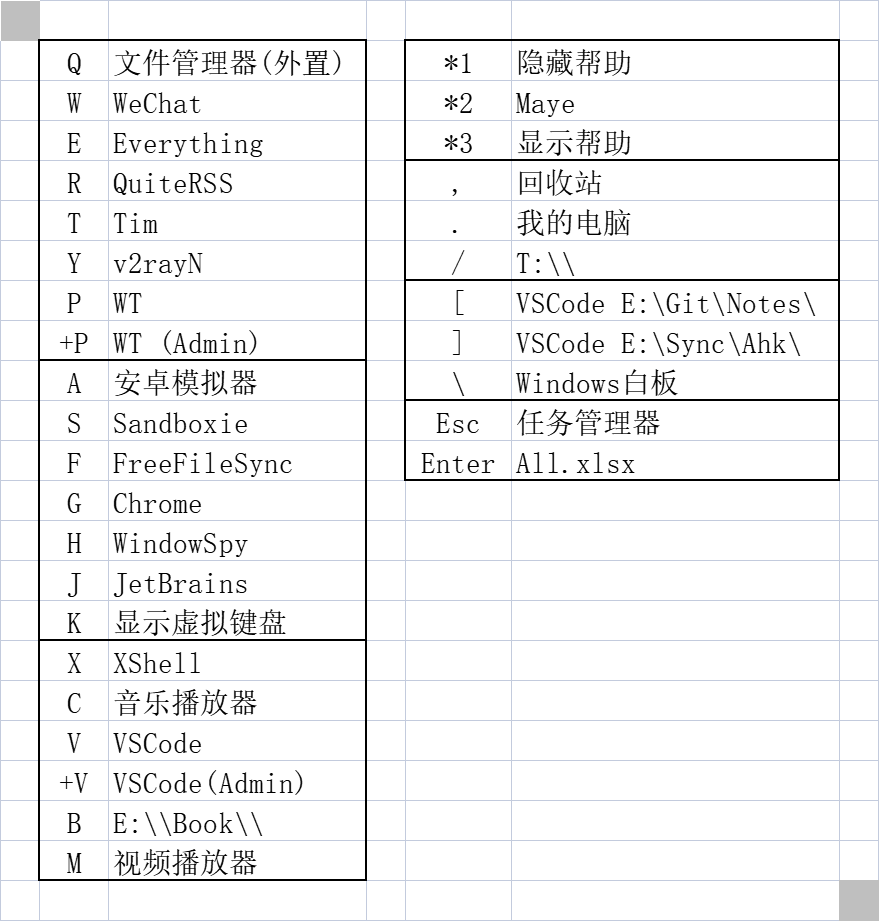 Q 文件管理器(外置)
W WeChat
E Everything
R QuiteRSS
T Tim
Y v2rayN
P WT
+P WT (Admin)
A 安卓模拟器
S Sandboxie
F FreeFileSync
G Chrome
H WindowSpy
J JetBrains
K 显示虚拟键盘
X XShell
C 音乐播放器
V VSCode
+V VSCode(Admin)
B E:\\Book\\
M 视频播放器
*1 隐藏帮助
*2 Maye
*3 显示帮助
, 回收站
. 我的电脑
/ T:\\
[ VSCode E:\Git\Notes\
] VSCode E:\Sync\Ahk\
\ Windows白板
Esc 任务管理器
Enter All.xlsx